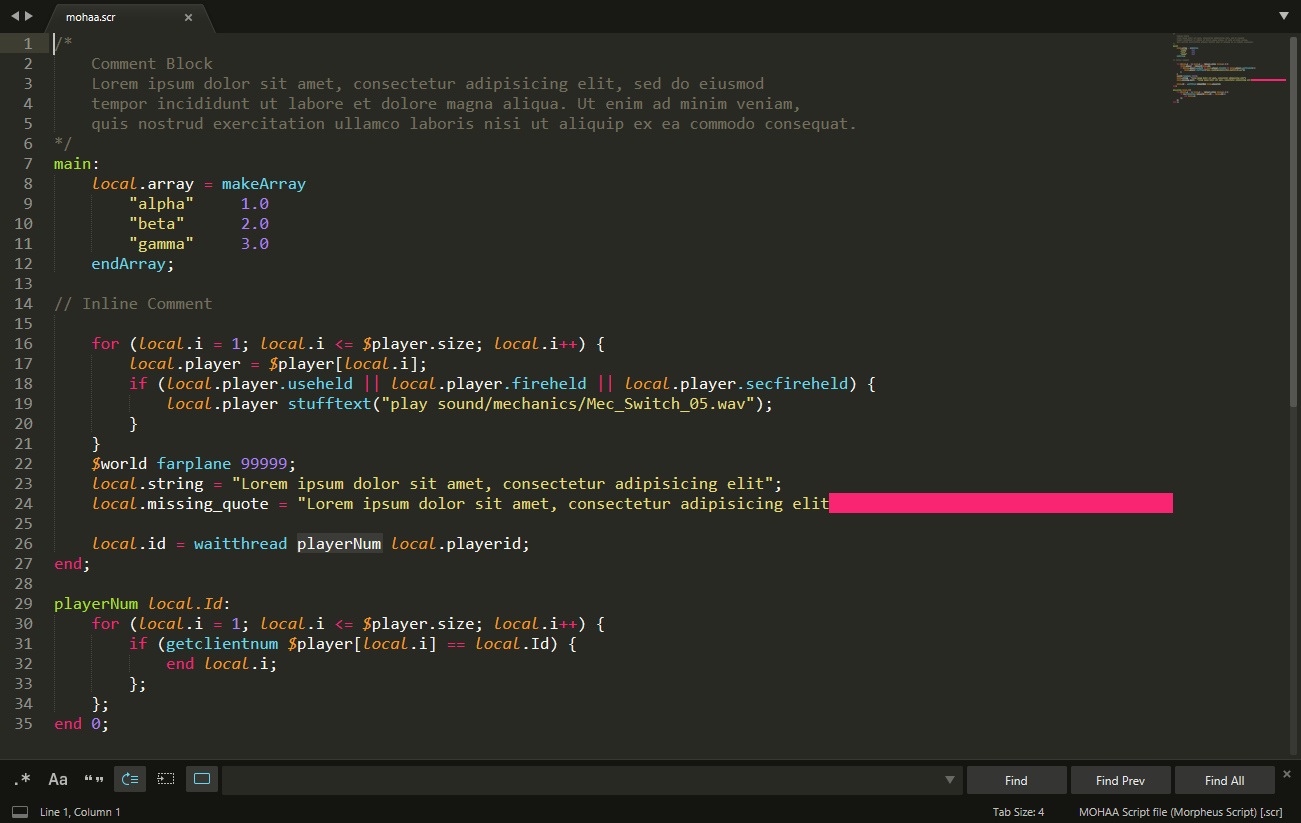 mohaa.scr ×
1 /*
2     Comment Block
3     Lorem ipsum dolor sit amet, consectetur adipisicing elit, sed do eiusmod
4     tempor incididunt ut labore et dolore magna aliqua. Ut enim ad minim veniam,
5     quis nostrud exercitation ullamco laboris nisi ut aliquip ex ea commodo consequat.
6 */
7 main:
8     local.array = makeArray
9         "alpha"     1.0
10         "beta"      2.0
11         "gamma"     3.0
12     endArray;
13
14 // Inline Comment
15
16     for (local.i = 1; local.i <= $player.size; local.i++) {
17         local.player = $player[local.i];
18         if (local.player.useheld || local.player.fireheld || local.player.secfireheld) {
19             local.player stufftext("play sound/mechanics/Mec_Switch_05.wav");
20         }
21     }
22     $world farplane 99999;
23     local.string = "Lorem ipsum dolor sit amet, consectetur adipisicing elit";
24     local.missing_quote = "Lorem ipsum dolor sit amet, consectetur adipisicing elit
25
26     local.id = waitthread playerNum local.playerid;
27 end;
28
29 playerNum local.Id:
30     for (local.i = 1; local.i <= $player.size; local.i++) {
31         if (getclientnum $player[local.i] == local.Id) {
32             end local.i;
33         };
34     };
35 end 0;
.* Aa “” Find Find Prev Find All ×
Line 1, Column 1 Tab Size: 4 MOHAA Script file (Morpheus Script) [.scr]